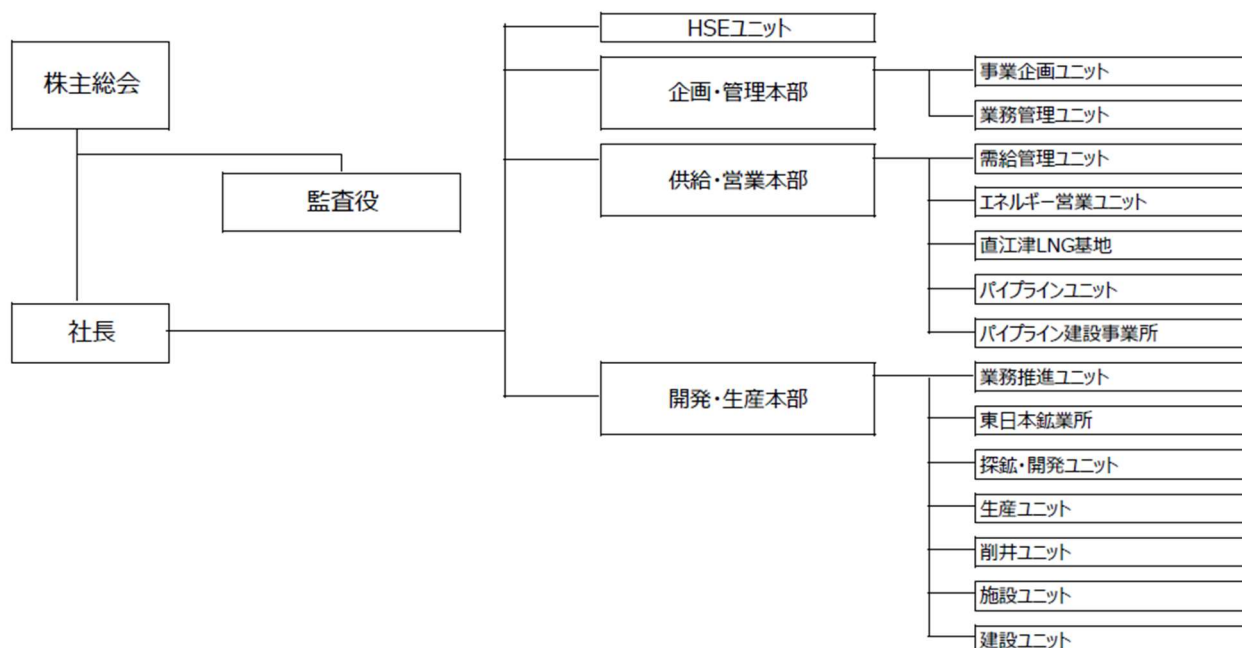 株主総会
監査役
社長
HSEユニット
企画・管理本部
事業企画ユニット
業務管理ユニット
供給・営業本部
需給管理ユニット
エネルギー営業ユニット
直江津LNG基地
パイプラインユニット
パイプライン建設事業所
開発・生産本部
業務推進ユニット
東日本鉱業所
探鉱・開発ユニット
生産ユニット
削井ユニット
施設ユニット
建設ユニット